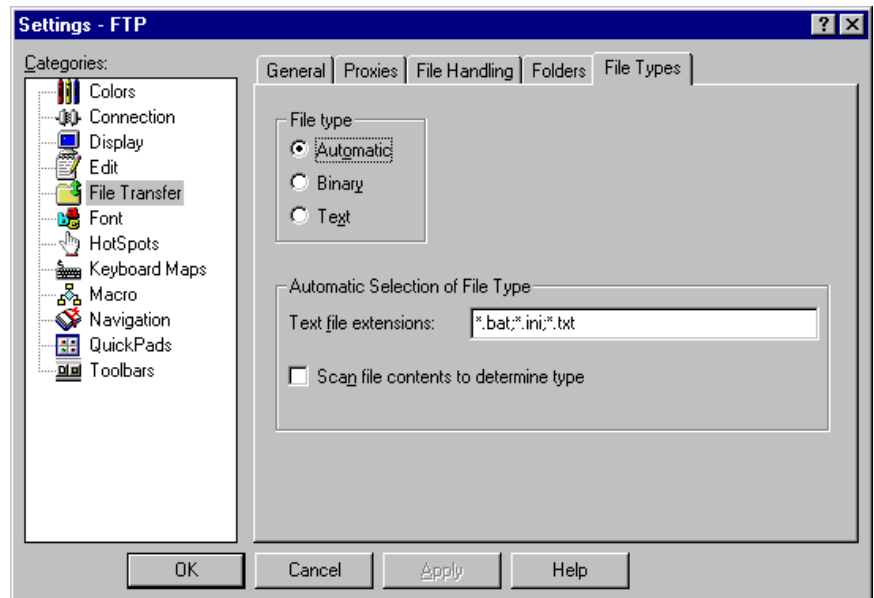 Settings - FTP
Categories:
Colors
Connection
Display
Edit
File Transfer
Font
HotSpots
Keyboard Maps
Macro
Navigation
QuickPads
Toolbars
General Proxies File Handling Folders File Types
File type
Automatic
Binary
Text
Automatic Selection of File Type
Text file extensions: *.bat;*.ini;*.txt
Scan file contents to determine type
OK Cancel Apply Help